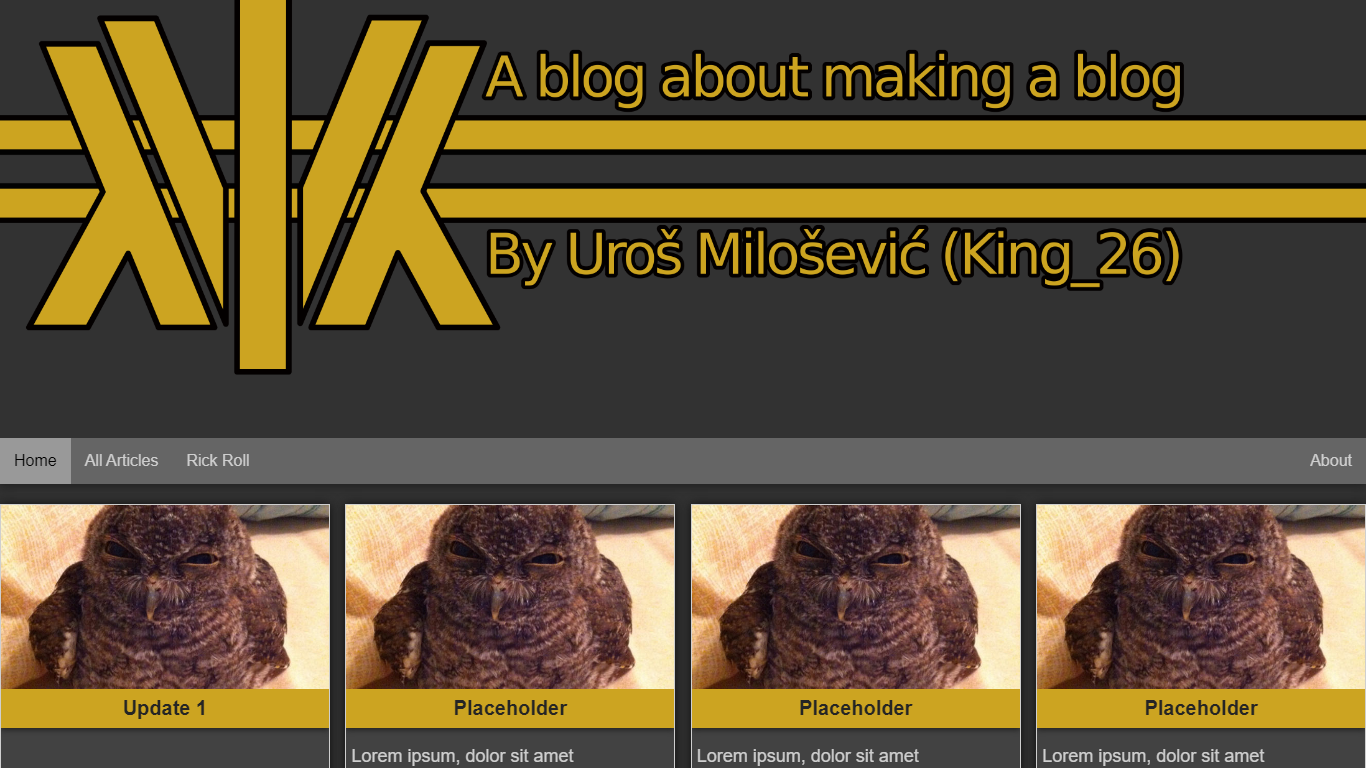 A blog about making a blog
By Uroš Milošević (King_26)
Home All Articles Rick Roll About
Update 1 Placeholder Placeholder Placeholder
Lorem ipsum, dolor sit amet Lorem ipsum, dolor sit amet Lorem ipsum, dolor sit amet